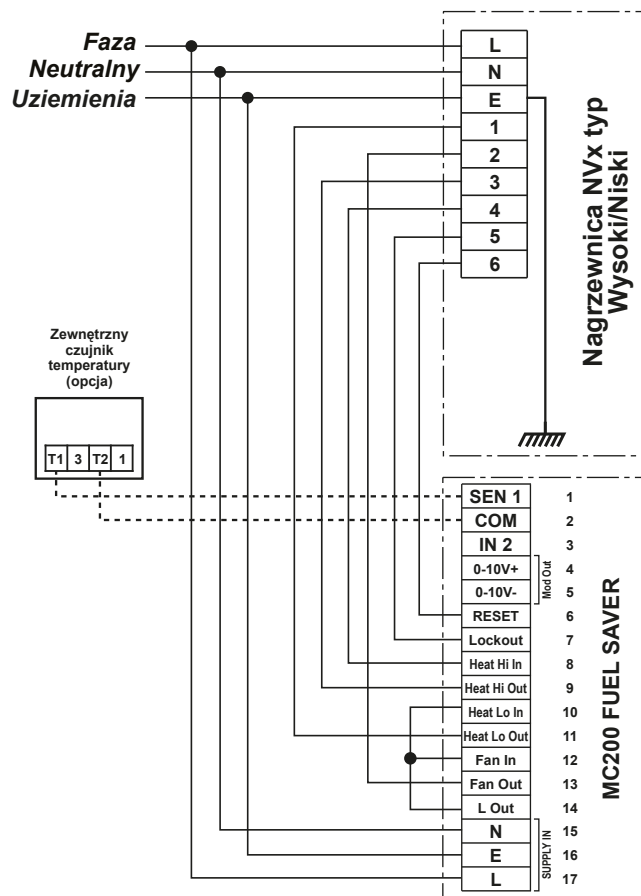 Faza
Neutralny
Uziemienia
L
N
E
1
2
3
4
5
6
Nagrzewnica NVx typ
Wysoki/Niski
Zewnętrzny
czujnik
temperatury
(opcja)
T1 3 T2 1
SEN 1 1
COM 2
IN 2 3
0-10V+ 4
0-10V- 5
Mod Out
RESET 6
Lockout 7
Heat Hi In 8
Heat Hi Out 9
Heat Lo In 10
Heat Lo Out 11
Fan In 12
Fan Out 13
L Out 14
N 15
E 16
L 17
SUPPLY IN
MC200 FUEL SAVER